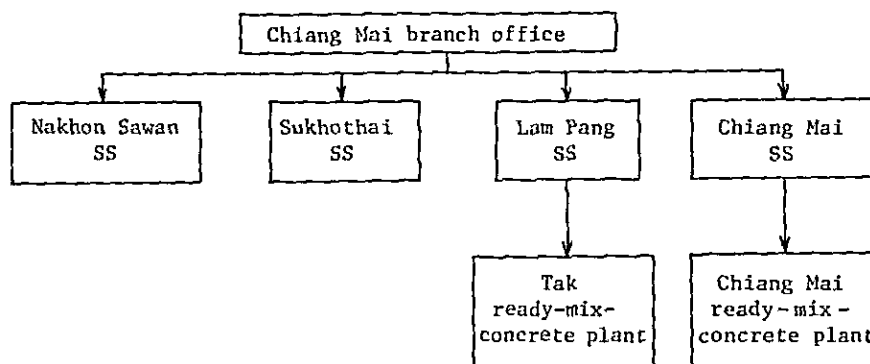 Chiang Mai branch office
Nakhon Sawan
SS
Sukhothai
SS
Lam Pang
SS
Chiang Mai
SS
Tak
ready-mix-
concrete plant
Chiang Mai
ready-mix-
concrete plant